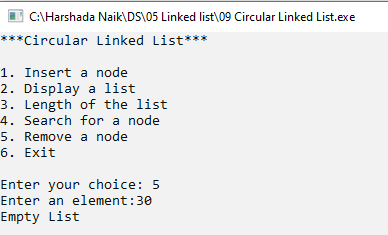 C:\Harshada Naik\DS\05 Linked list\09 Circular Linked List.exe
***Circular Linked List***
1. Insert a node
2. Display a list
3. Length of the list
4. Search for a node
5. Remove a node
6. Exit
Enter your choice: 5
Enter an element:30
Empty List